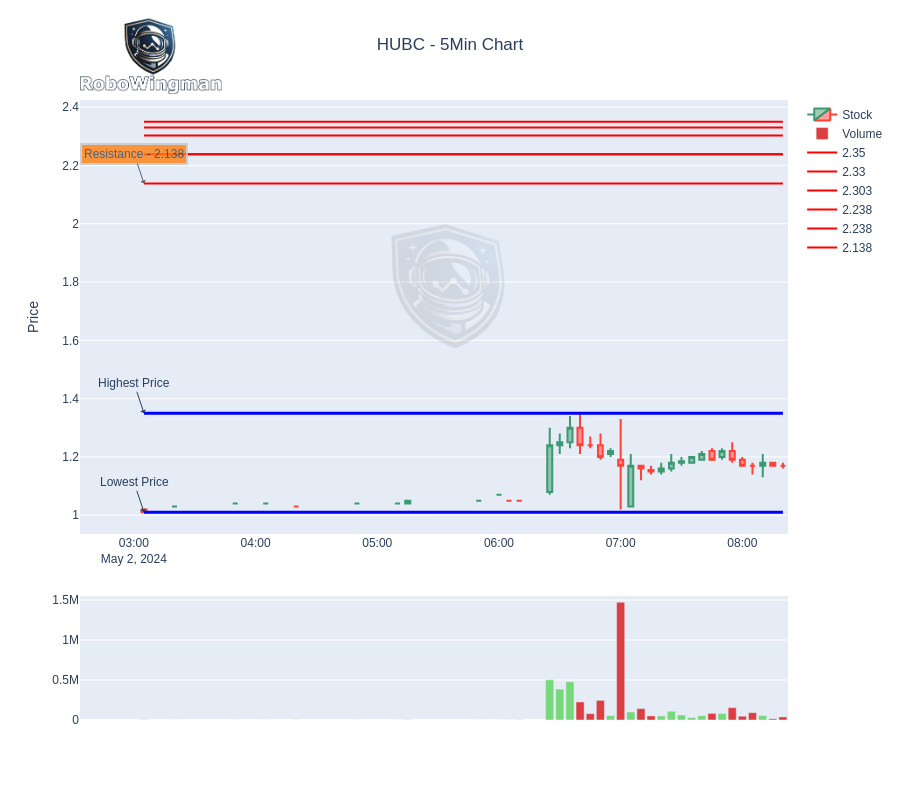 HUBC - 5Min Chart
RoboWingman
2.4
2.2
2
1.8
1.6
1.4
1.2
1
Price
Resistance - 2.138
Highest Price
Lowest Price
Stock
Volume
2.35
2.33
2.303
2.238
2.238
2.138
03:00
04:00
05:00
06:00
07:00
08:00
May 2, 2024
1.5M
1M
0.5M
0